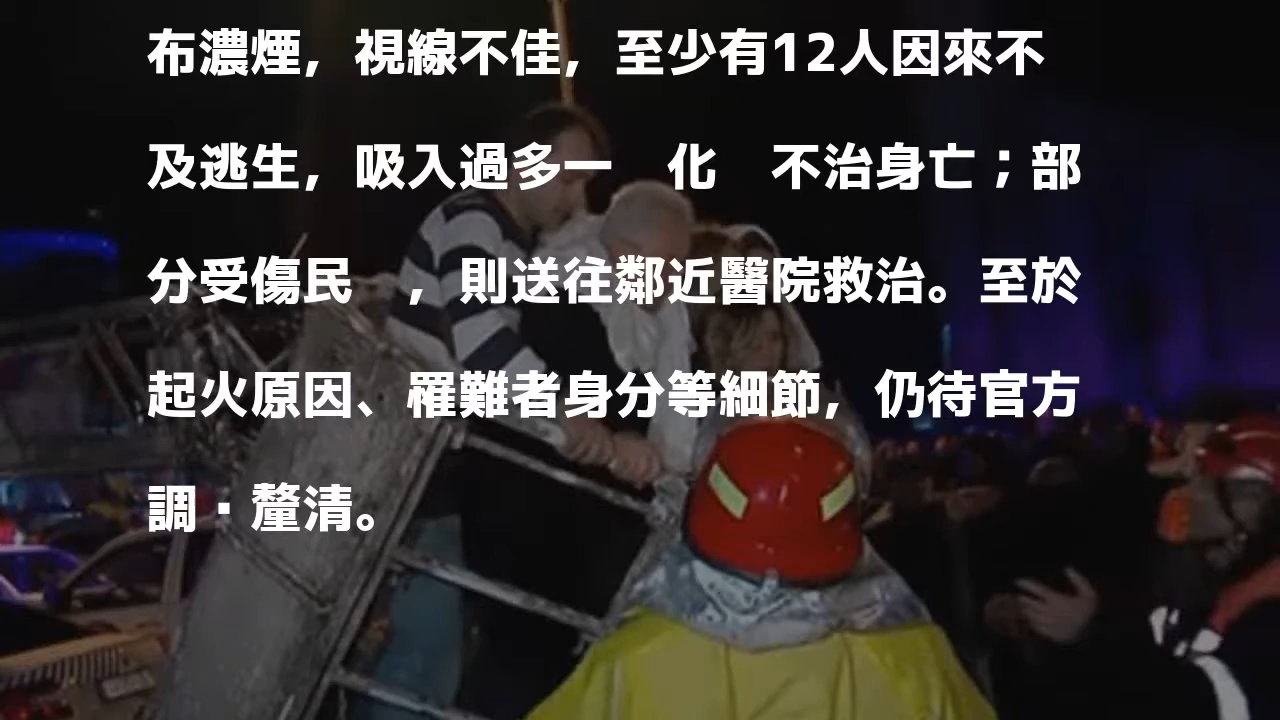 布濃煙，視線不佳，至少有12人因來不
及逃生，吸入過多一　化　不治身亡；部
分受傷民　，則送往鄰近醫院救治。至於
起火原因、罹難者身分等細節，仍待官方
調▪釐清。